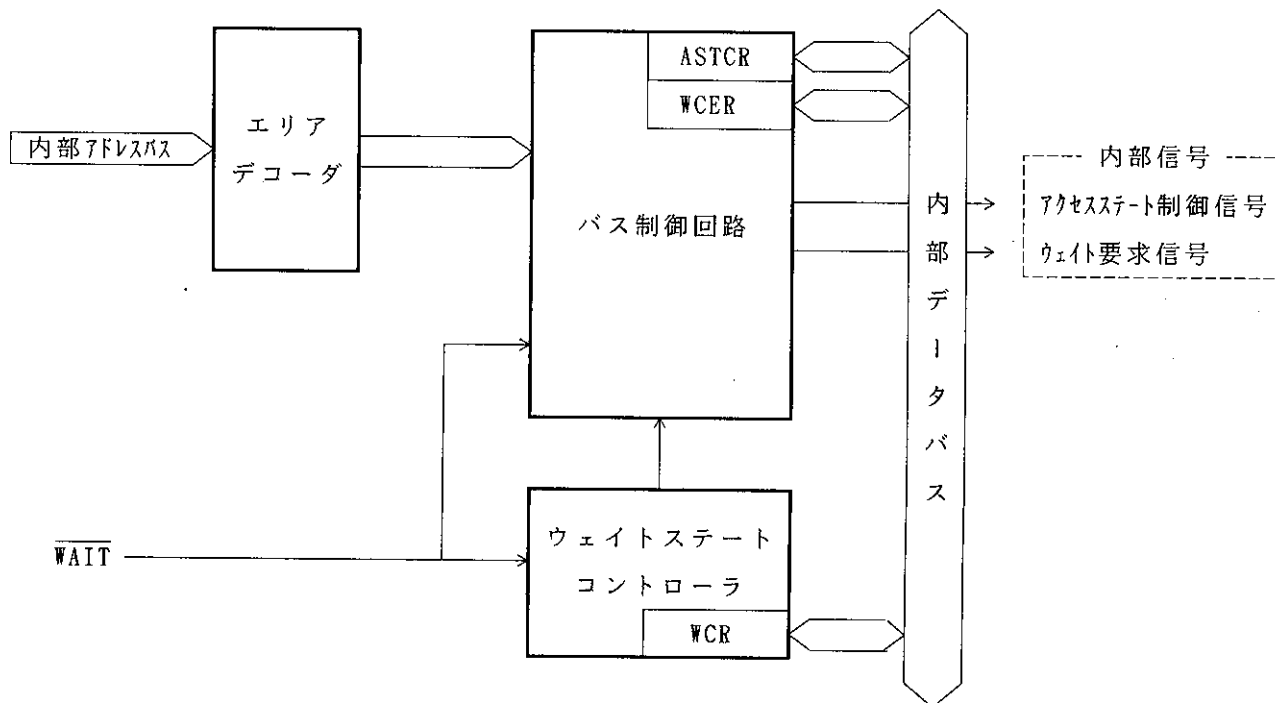 内部アドレスバス
エリア
デコーダ
ASTCR
WCER
バス制御回路
内部データバス
内部信号
アクセスステート制御信号
ウェイト要求信号
WAIT
ウェイトステート
コントローラ
WCR